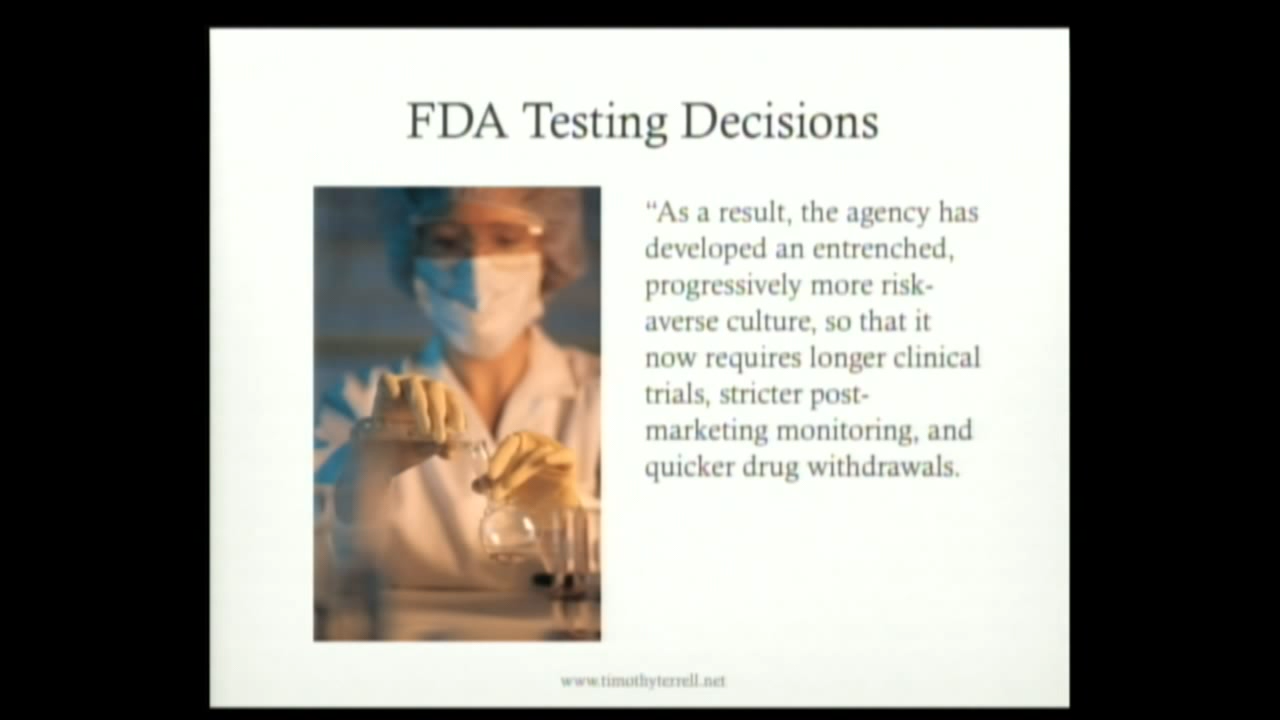 FDA Testing Decisions
“As a result, the agency has
developed an entrenched,
progressively more risk-
averse culture, so that it
now requires longer clinical
trials, stricter post-
marketing monitoring, and
quicker drug withdrawals.
www.timothyterrell.net